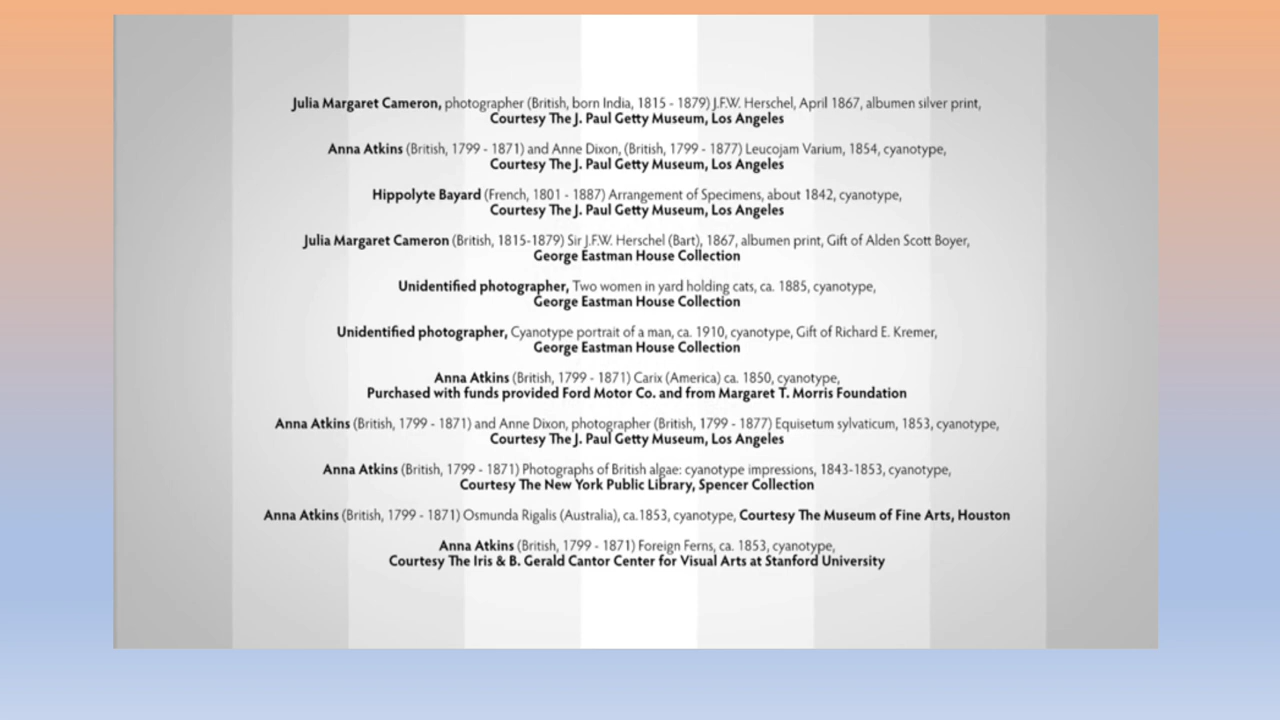 Julia Margaret Cameron, photographer (British, born India, 1815 - 1879) J.F.W. Herschel, April 1867, albumen silver print,
Courtesy The J. Paul Getty Museum, Los Angeles
Anna Atkins (British, 1799 - 1871) and Anne Dixon, (British, 1799 - 1877) Leucojam Varium, 1854, cyanotype,
Courtesy The J. Paul Getty Museum, Los Angeles
Hippolyte Bayard (French, 1801 - 1887) Arrangement of Specimens, about 1842, cyanotype,
Courtesy The J. Paul Getty Museum, Los Angeles
Julia Margaret Cameron (British, 1815-1879) Sir J.F.W. Herschel (Bart), 1867, albumen print, Gift of Alden Scott Boyer,
George Eastman House Collection
Unidentified photographer, Two women in yard holding cats, ca. 1885, cyanotype,
George Eastman House Collection
Unidentified photographer, Cyanotype portrait of a man, ca. 1910, cyanotype, Gift of Richard E. Kremer,
George Eastman House Collection
Anna Atkins (British, 1799 - 1871) Carix (America) ca. 1850, cyanotype,
Purchased with funds provided Ford Motor Co. and from Margaret T. Morris Foundation
Anna Atkins (British, 1799 - 1871) and Anne Dixon, photographer (British, 1799 - 1877) Equisetum sylvaticum, 1853, cyanotype,
Courtesy The J. Paul Getty Museum, Los Angeles
Anna Atkins (British, 1799 - 1871) Photographs of British algae: cyanotype impressions, 1843-1853, cyanotype,
Courtesy The New York Public Library, Spencer Collection
Anna Atkins (British, 1799 - 1871) Osmunda Rigalis (Australia), ca.1853, cyanotype, Courtesy The Museum of Fine Arts, Houston
Anna Atkins (British, 1799 - 1871) Foreign Ferns, ca. 1853, cyanotype,
Courtesy The Iris & B. Gerald Cantor Center for Visual Arts at Stanford University